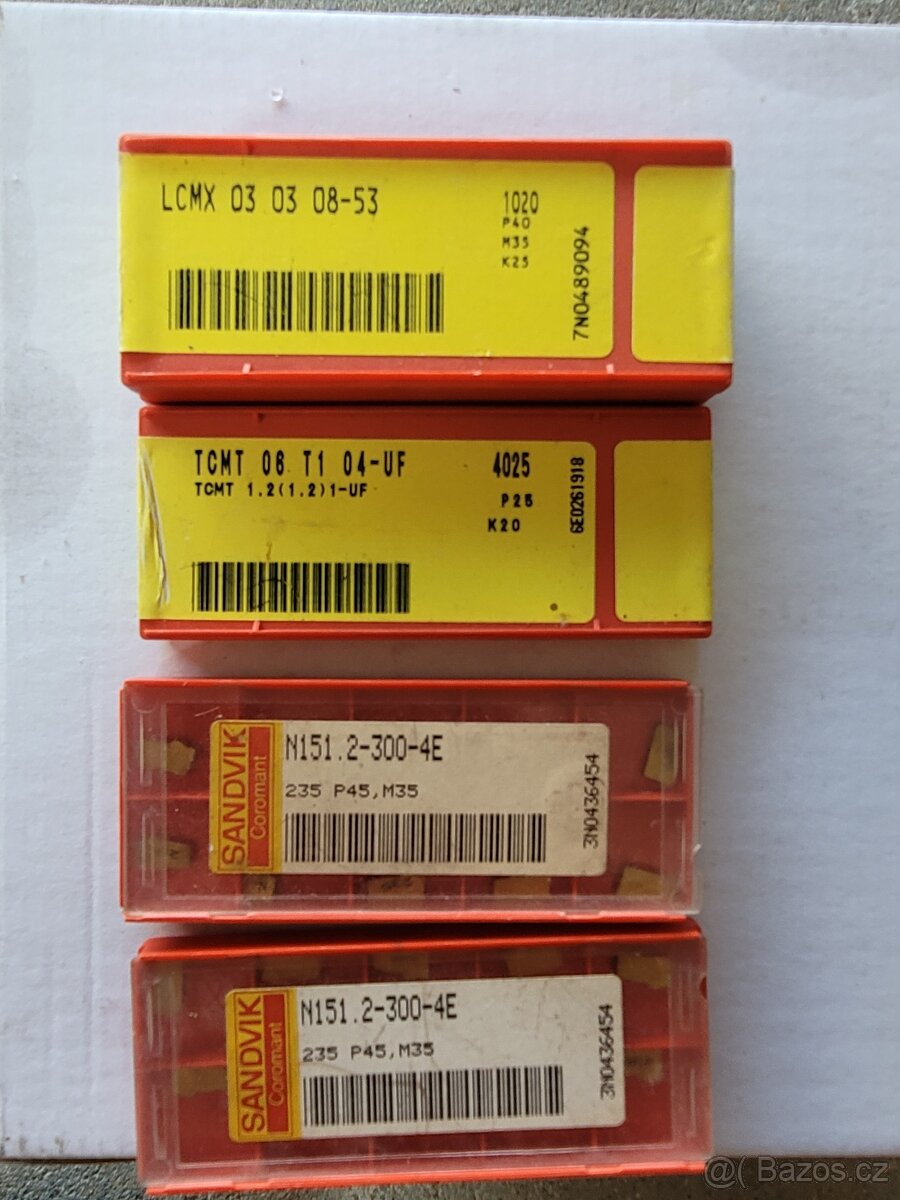 LCMX 03 03 08-53
1020
P40
M35
K25
7N0489094
TCMT 06 T1 04-UF
TCMT 1.2(1.2)1-UF
4025
P25
K20
6E0261918
SANDVIK
Coromant
N151.2-300-4E
235 P45,M35
3N0436454
SANDVIK
Coromant
N151.2-300-4E
235 P45,M35
3N0436454
@( Bazos.cz